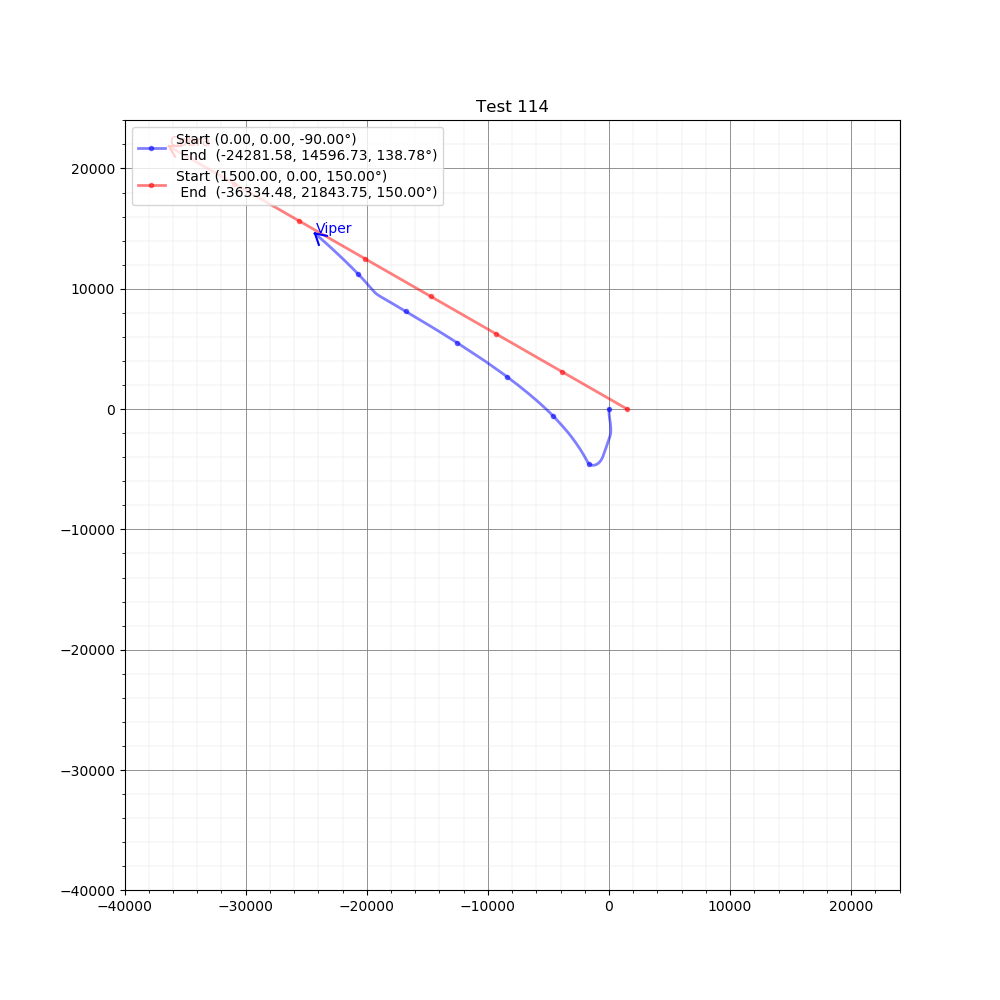 Test 114
Start (0.00, 0.00, -90.00°)
End  (-24281.58, 14596.73, 138.78°)
Start (1500.00, 0.00, 150.00°)
End  (-36334.48, 21843.75, 150.00°)
Viper
20000
10000
0
−10000
−20000
−30000
−40000
−40000 −30000 −20000 −10000 0 10000 20000